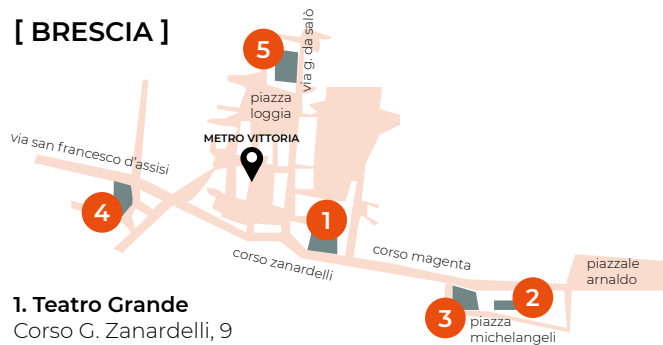 [ BRESCIA ]
5
via g. da salò
piazza
loggia
METRO VITTORIA
via san francesco d'assisi
4
1
corso zanardelli
corso magenta
piazzale
arnaldo
2
3
piazza
michelangeli
1. Teatro Grande
Corso G. Zanardelli, 9